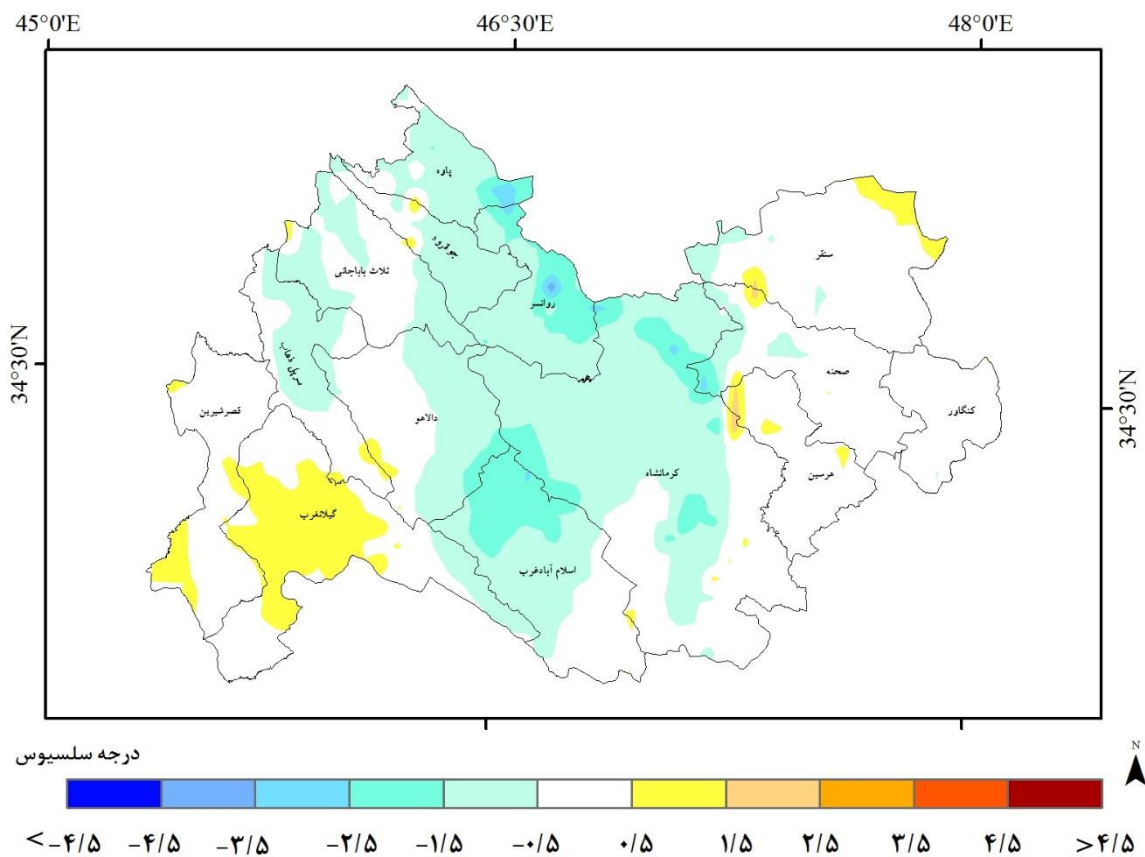 45°0'E 46°30'E 48°0'E
پاوه
سنقر
جوانرود
ثلاث باباجانی
روانسر
34°30'N
سرپل ذهاب
صحنه
34°30'N
قصرشیرین
دالاهو
کنگاور
کرمانشاه
هرسین
گیلانغرب
اسلام آبادغرب
درجه سلسیوس
N
< -۴/۵ -۴/۵ -۳/۵ -۲/۵ -۱/۵ -۰/۵ ۰/۵ ۱/۵ ۲/۵ ۳/۵ ۴/۵ >۴/۵